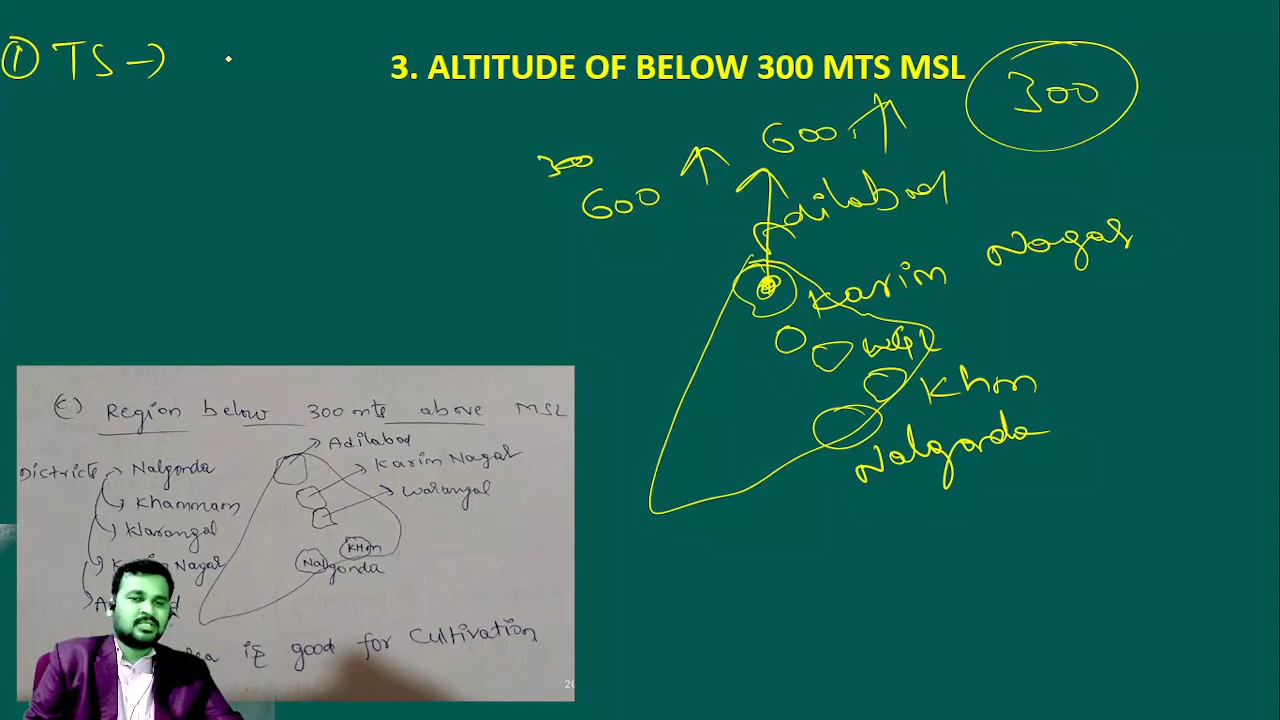 ① TS →
3. ALTITUDE OF BELOW 300 MTS MSL
300
600
300
600
Adilabad
Karim Nagar
Khm
Nalgonda
c) Region below 300 mts above MSL
Adilabad
Districts → Nalgonda
Karim Nagar
Warangal
Khammam
Warangal
Nagar
KHm
Nalgonda
is good for Cultivation